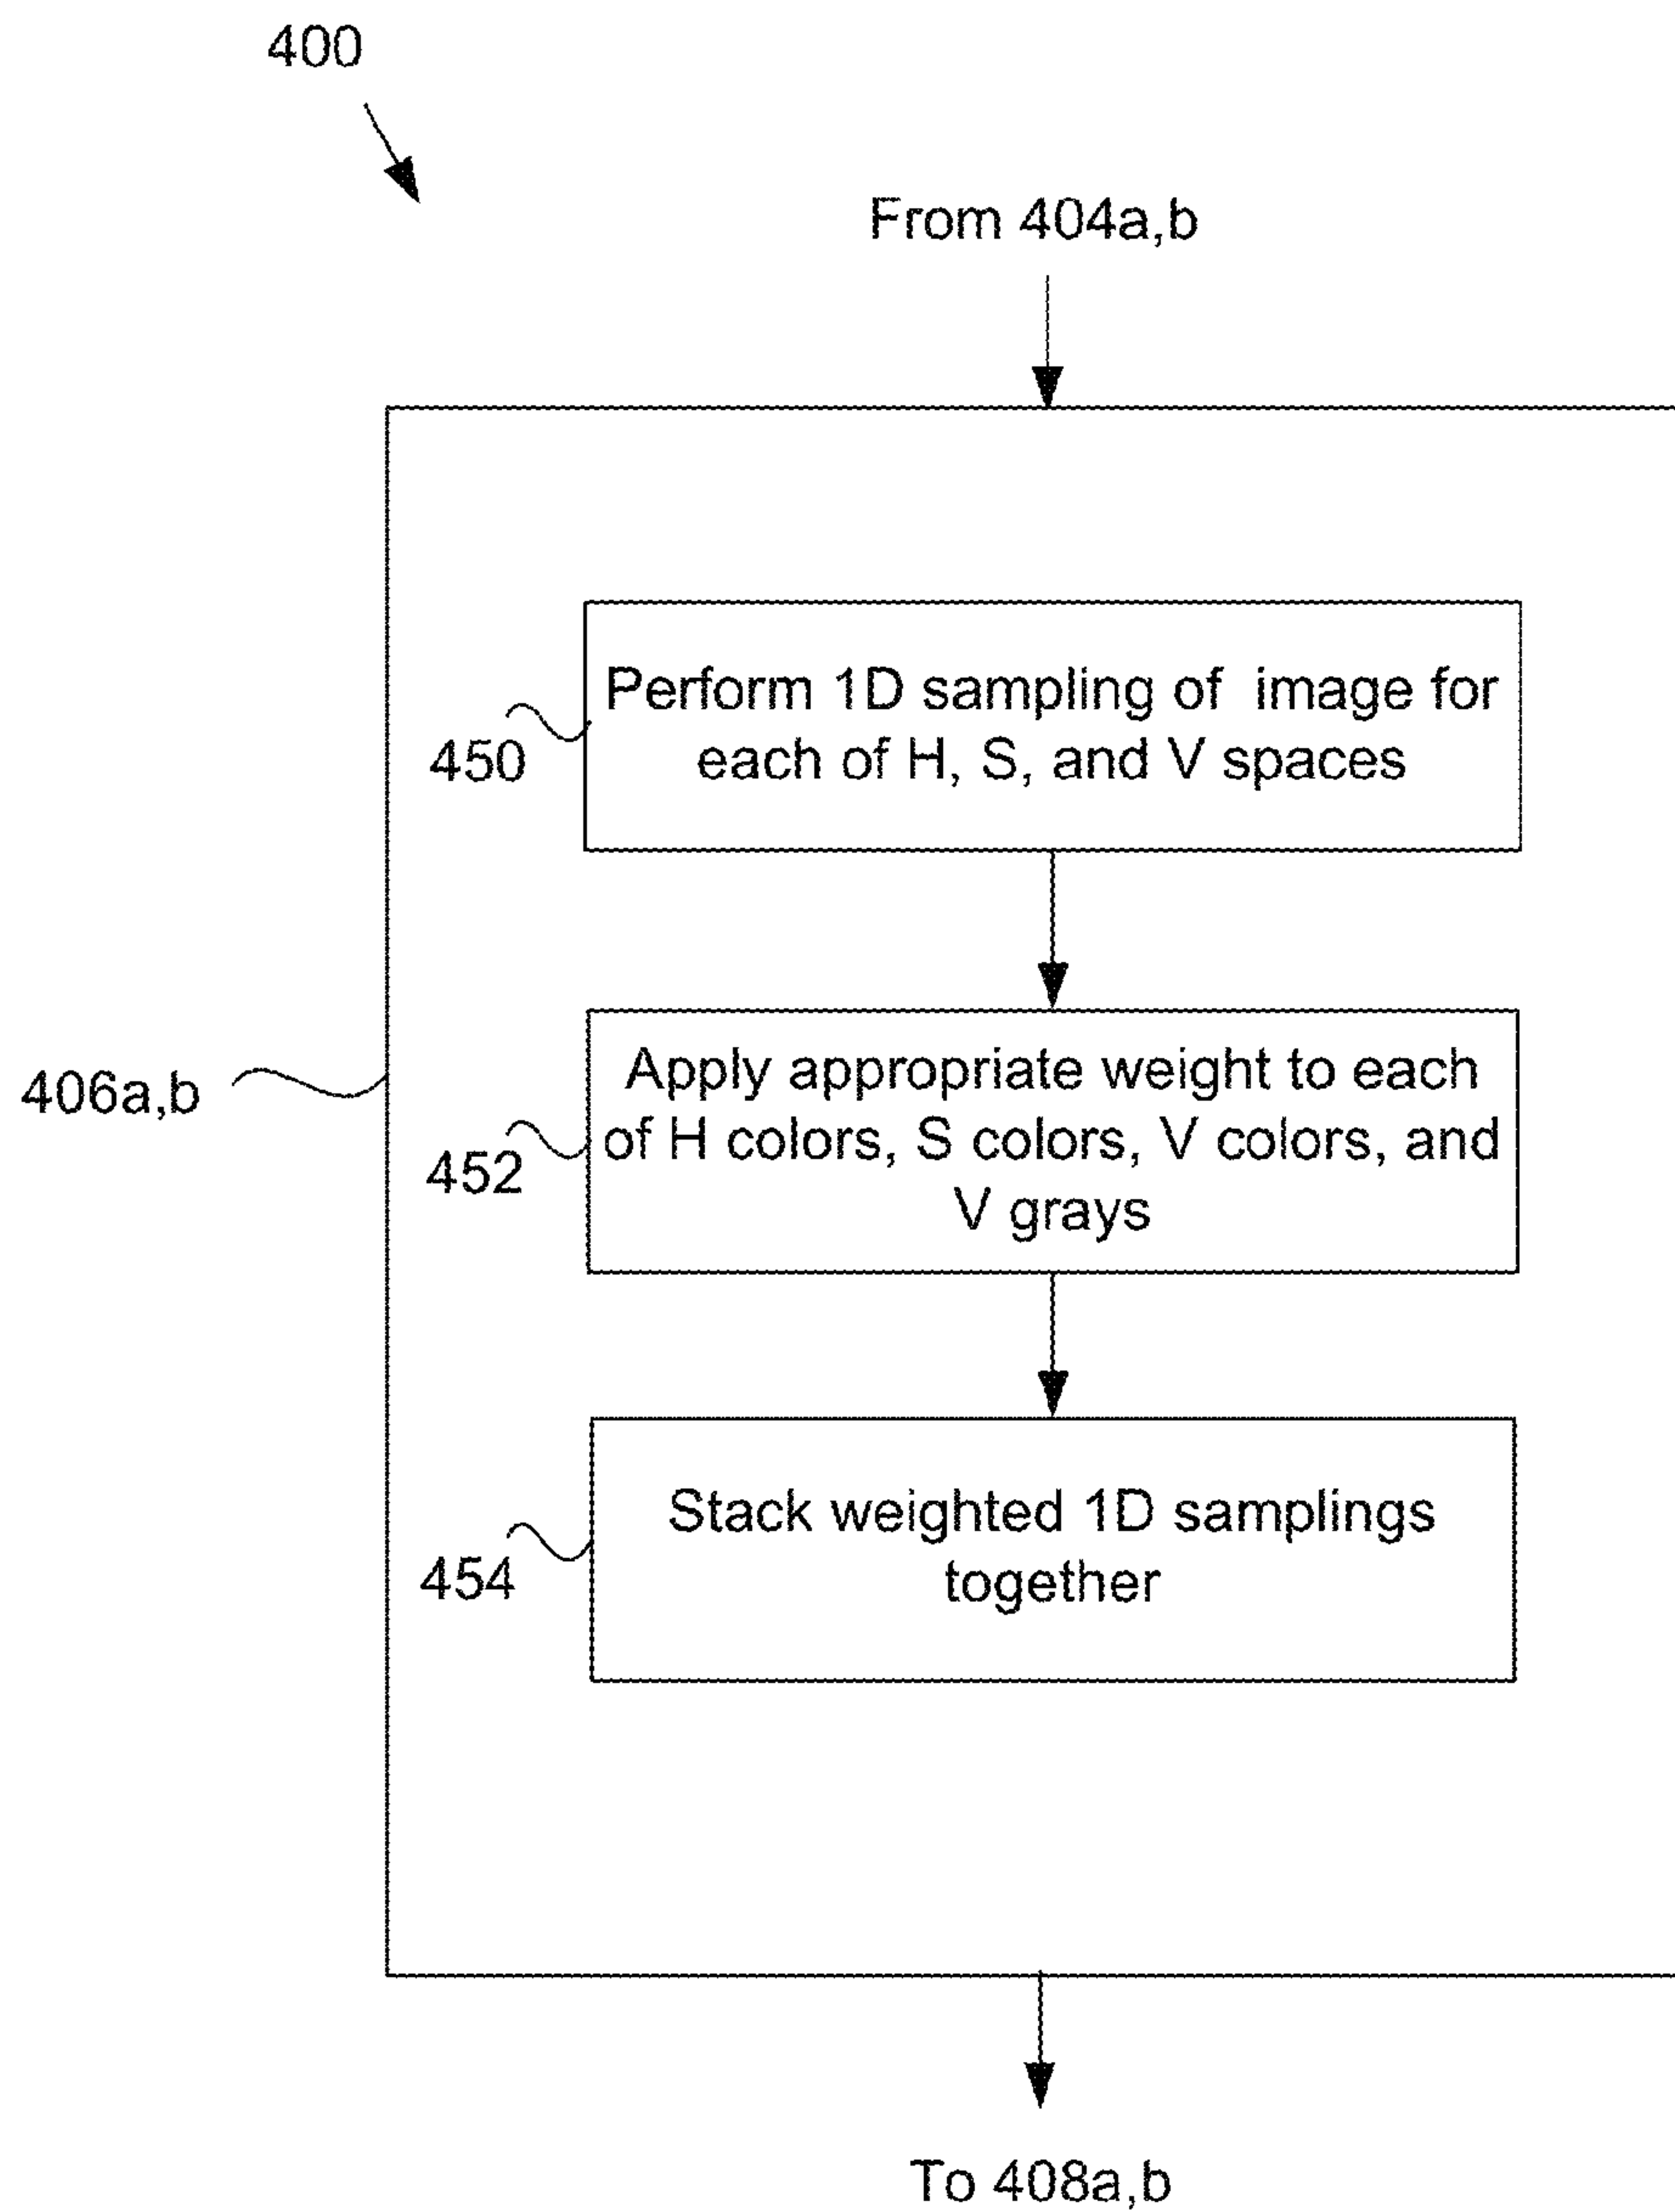 400
From 404a,b
Perform 1D sampling of image for
each of H, S, and V spaces
450
Apply appropriate weight to each
of H colors, S colors, V colors, and
V grays
406a,b
452
Stack weighted 1D samplings
together
454
To 408a,b